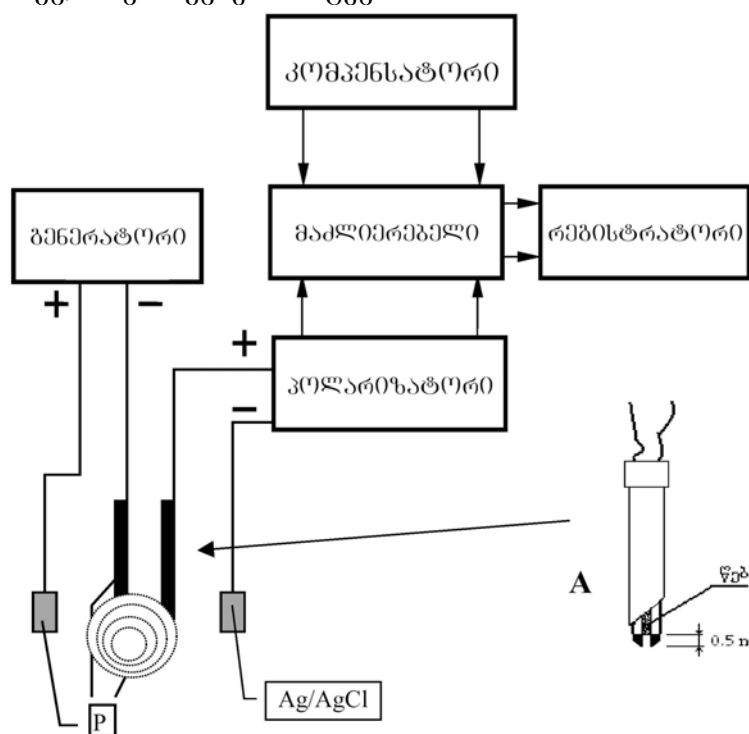 კომპენსატორი
გენერატორი
მაძლიერებელი
რეგისტრატორი
+ −
+
პოლარიზატორი
−
A
წებ
0.5 n
Ag/AgCl
P